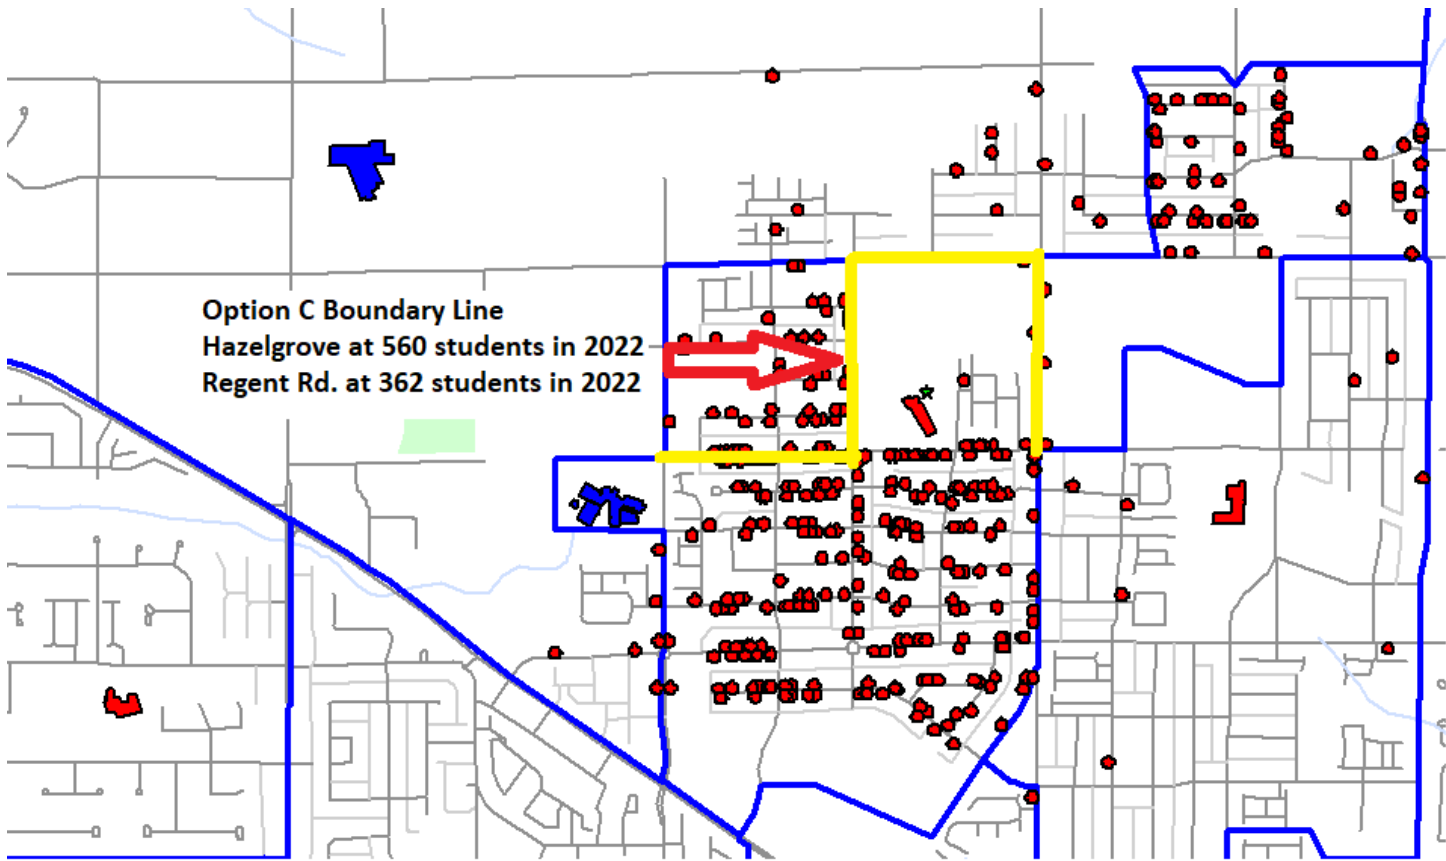 Option C Boundary Line
Hazelgrove at 560 students in 2022
Regent Rd. at 362 students in 2022